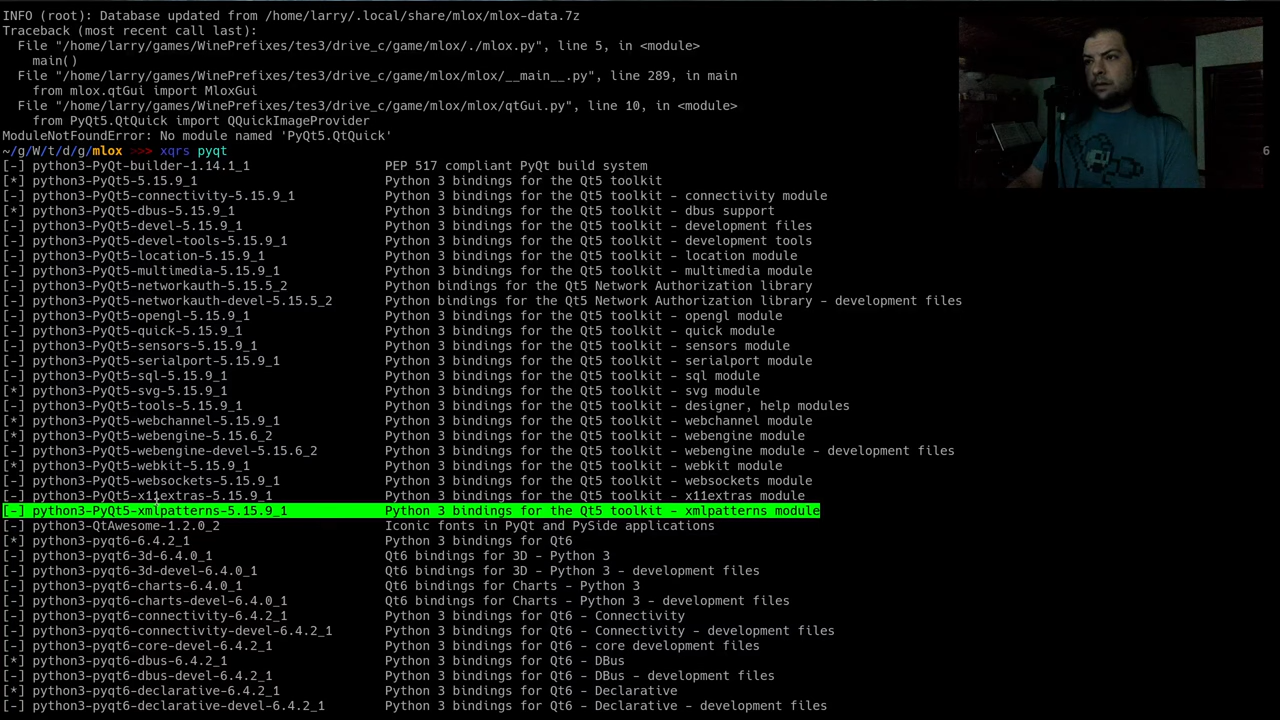 INFO (root): Database updated from /home/larry/.local/share/mlox/mlox-data.7z
Traceback (most recent call last):
  File "/home/larry/games/WinePrefixes/tes3/drive_c/game/mlox/./mlox.py", line 5, in <module>
    main()
  File "/home/larry/games/WinePrefixes/tes3/drive_c/game/mlox/mlox/__main__.py", line 289, in main
    from mlox.qtGui import MloxGui
  File "/home/larry/games/WinePrefixes/tes3/drive_c/game/mlox/mlox/qtGui.py", line 10, in <module>
    from PyQt5.QtQuick import QQuickImageProvider
ModuleNotFoundError: No module named 'PyQt5.QtQuick'
~/g/W/t/d/g/mlox >>> xqrs pyqt
[-] python3-PyQt-builder-1.14.1_1 PEP 517 compliant PyQt build system
6
[*] python3-PyQt5-5.15.9_1 Python 3 bindings for the Qt5 toolkit
[-] python3-PyQt5-connectivity-5.15.9_1 Python 3 bindings for the Qt5 toolkit - connectivity module
[*] python3-PyQt5-dbus-5.15.9_1 Python 3 bindings for the Qt5 toolkit - dbus support
[-] python3-PyQt5-devel-5.15.9_1 Python 3 bindings for the Qt5 toolkit - development files
[-] python3-PyQt5-devel-tools-5.15.9_1 Python 3 bindings for the Qt5 toolkit - development tools
[-] python3-PyQt5-location-5.15.9_1 Python 3 bindings for the Qt5 toolkit - location module
[-] python3-PyQt5-multimedia-5.15.9_1 Python 3 bindings for the Qt5 toolkit - multimedia module
[-] python3-PyQt5-networkauth-5.15.5_2 Python bindings for the Qt5 Network Authorization library
[-] python3-PyQt5-networkauth-devel-5.15.5_2 Python bindings for the Qt5 Network Authorization library - development files
[-] python3-PyQt5-opengl-5.15.9_1 Python 3 bindings for the Qt5 toolkit - opengl module
[-] python3-PyQt5-quick-5.15.9_1 Python 3 bindings for the Qt5 toolkit - quick module
[-] python3-PyQt5-sensors-5.15.9_1 Python 3 bindings for the Qt5 toolkit - sensors module
[-] python3-PyQt5-serialport-5.15.9_1 Python 3 bindings for the Qt5 toolkit - serialport module
[-] python3-PyQt5-sql-5.15.9_1 Python 3 bindings for the Qt5 toolkit - sql module
[*] python3-PyQt5-svg-5.15.9_1 Python 3 bindings for the Qt5 toolkit - svg module
[-] python3-PyQt5-tools-5.15.9_1 Python 3 bindings for the Qt5 toolkit - designer, help modules
[*] python3-PyQt5-webchannel-5.15.9_1 Python 3 bindings for the Qt5 toolkit - webchannel module
[*] python3-PyQt5-webengine-5.15.6_2 Python 3 bindings for the Qt5 toolkit - webengine module
[-] python3-PyQt5-webengine-devel-5.15.6_2 Python 3 bindings for the Qt5 toolkit - webengine module - development files
[*] python3-PyQt5-webkit-5.15.9_1 Python 3 bindings for the Qt5 toolkit - webkit module
[-] python3-PyQt5-websockets-5.15.9_1 Python 3 bindings for the Qt5 toolkit - websockets module
[-] python3-PyQt5-x11extras-5.15.9_1 Python 3 bindings for the Qt5 toolkit - x11extras module
[-] python3-PyQt5-xmlpatterns-5.15.9_1 Python 3 bindings for the Qt5 toolkit - xmlpatterns module
[-] python3-QtAwesome-1.2.0_2 Iconic fonts in PyQt and PySide applications
[*] python3-pyqt6-6.4.2_1 Python 3 bindings for Qt6
[-] python3-pyqt6-3d-6.4.0_1 Qt6 bindings for 3D - Python 3
[-] python3-pyqt6-3d-devel-6.4.0_1 Qt6 bindings for 3D - Python 3 - development files
[-] python3-pyqt6-charts-6.4.0_1 Qt6 bindings for Charts - Python 3
[-] python3-pyqt6-charts-devel-6.4.0_1 Qt6 bindings for Charts - Python 3 - development files
[-] python3-pyqt6-connectivity-6.4.2_1 Python 3 bindings for Qt6 - Connectivity
[-] python3-pyqt6-connectivity-devel-6.4.2_1 Python 3 bindings for Qt6 - Connectivity - development files
[-] python3-pyqt6-core-devel-6.4.2_1 Python 3 bindings for Qt6 - core development files
[*] python3-pyqt6-dbus-6.4.2_1 Python 3 bindings for Qt6 - DBus
[-] python3-pyqt6-dbus-devel-6.4.2_1 Python 3 bindings for Qt6 - DBus - development files
[*] python3-pyqt6-declarative-6.4.2_1 Python 3 bindings for Qt6 - Declarative
[-] python3-pyqt6-declarative-devel-6.4.2_1 Python 3 bindings for Qt6 - Declarative - development files